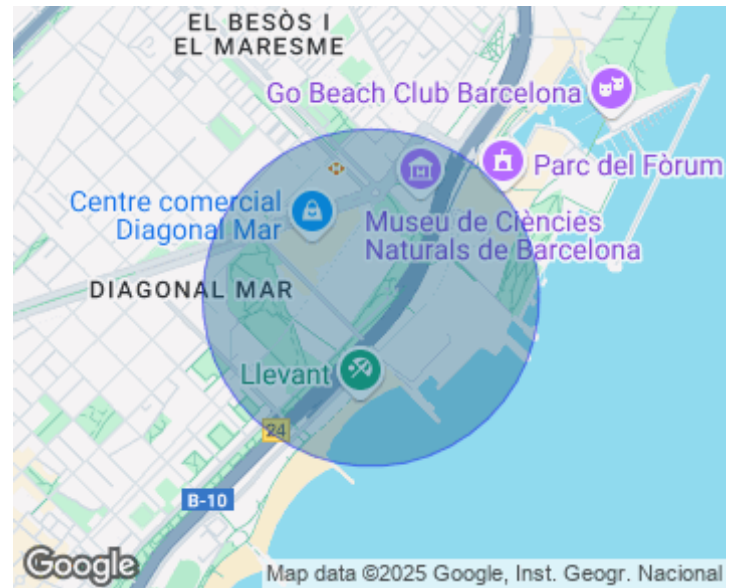 EL BESÒS I
EL MARESME
Go Beach Club Barcelona
Parc del Fòrum
Centre comercial
Diagonal Mar
Museu de Ciències
Naturals de Barcelona
DIAGONAL MAR
Llevant
24
B-10
Google
Map data ©2025 Google, Inst. Geogr. Nacional